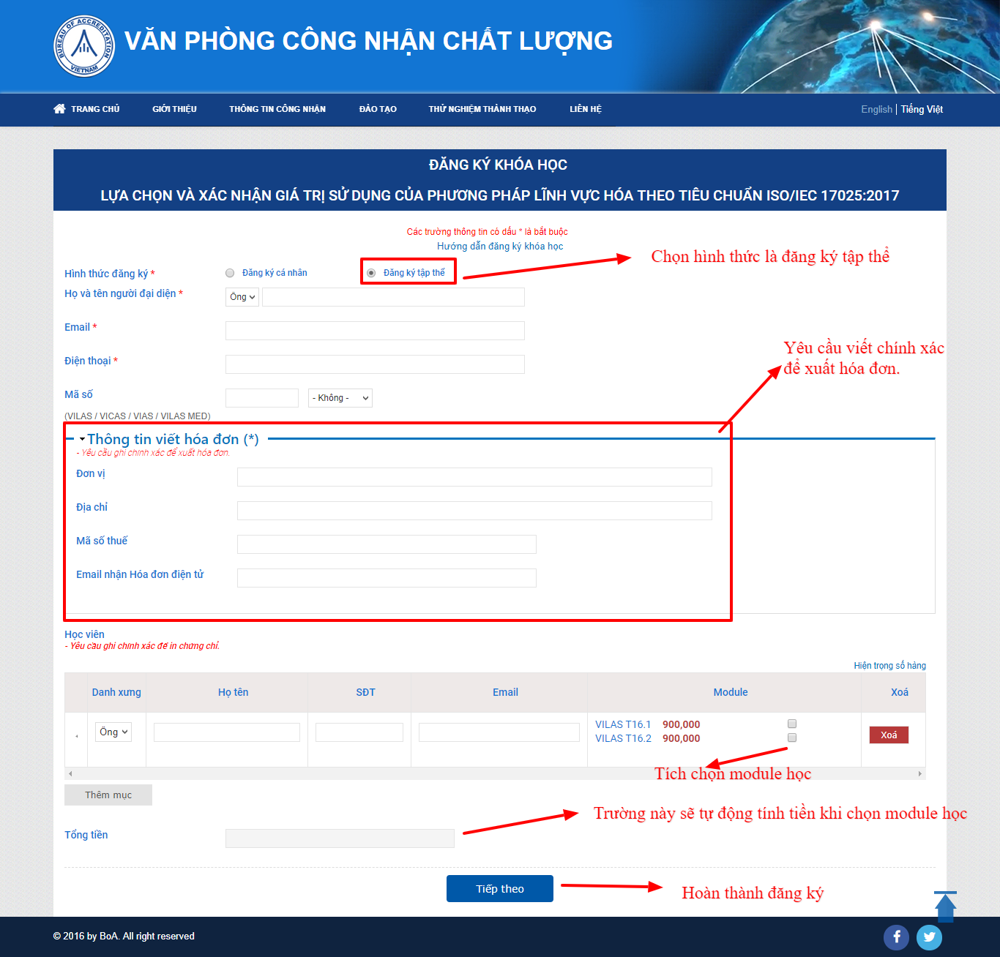 BUREAU OF ACCREDITATION
VIETNAM
VĂN PHÒNG CÔNG NHẬN CHẤT LƯỢNG
TRANG CHỦ GIỚI THIỆU THÔNG TIN CÔNG NHẬN ĐÀO TẠO THỬ NGHIỆM THÀNH THẠO LIÊN HỆ English | Tiếng Việt
ĐĂNG KÝ KHÓA HỌC
LỰA CHỌN VÀ XÁC NHẬN GIÁ TRỊ SỬ DỤNG CỦA PHƯƠNG PHÁP LĨNH VỰC HÓA THEO TIÊU CHUẨN ISO/IEC 17025:2017
Các trường thông tin có dấu * là bắt buộc
Hướng dẫn đăng ký khóa học
Chọn hình thức là đăng ký tập thể
Hình thức đăng ký * Đăng ký cá nhân Đăng ký tập thể
Họ và tên người đại diện * Ông
Email *
Yêu cầu viết chính xác
để xuất hóa đơn.
Điện thoại *
Mã số - Không -
(VILAS / VICAS / VIAS / VILAS MED)
Thông tin viết hóa đơn (*)
- Yêu cầu ghi chính xác để xuất hóa đơn.
Đơn vị
Địa chỉ
Mã số thuế
Email nhận Hóa đơn điện tử
Học viên
- Yêu cầu ghi chính xác để in chứng chỉ.
Hiện trọng số hàng
Danh xưng Họ tên SĐT Email Module Xoá
Ông VILAS T16.1 900,000 Xoá
VILAS T16.2 900,000
Tích chọn module học
Thêm mục
Trường này sẽ tự động tính tiền khi chọn module học
Tổng tiền
Tiếp theo
Hoàn thành đăng ký
© 2016 by BoA. All right reserved